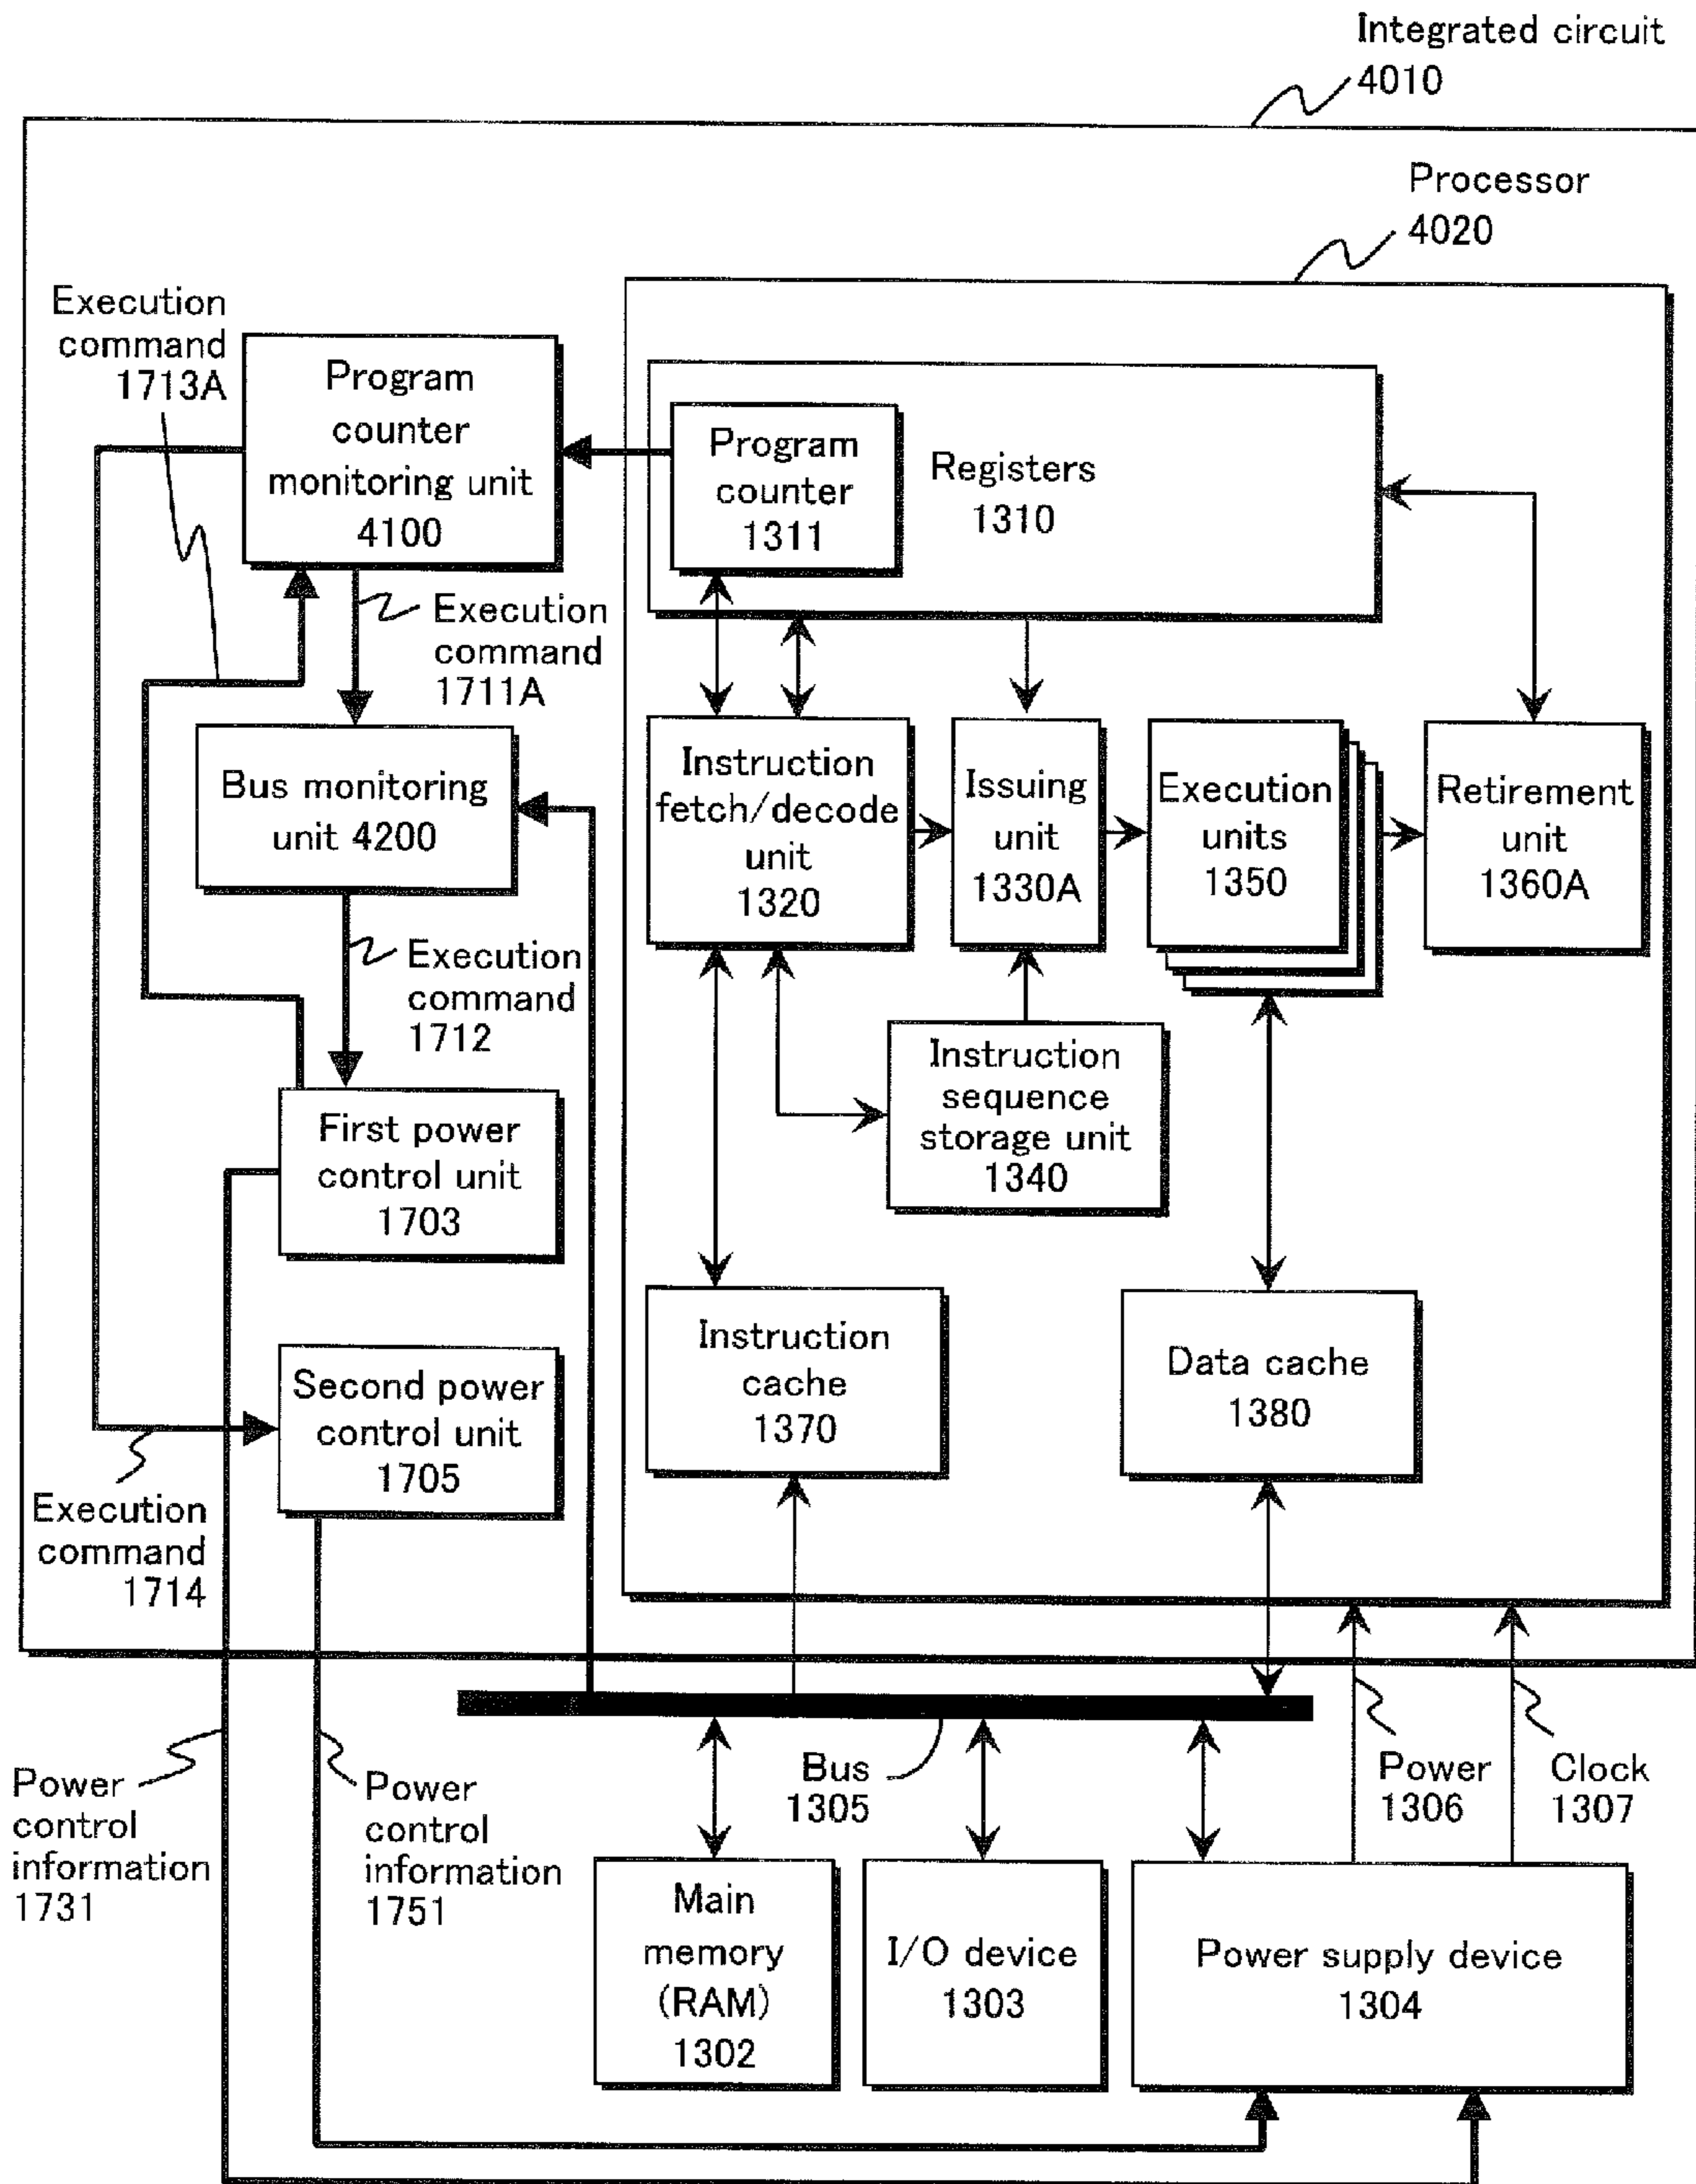 Integrated circuit
4010
Processor
4020
Execution
command
1713A
Program
counter
monitoring unit
4100
Program
counter
1311
Registers
1310
Execution
command
1711A
Bus monitoring
unit 4200
Instruction
fetch/decode
unit
1320
Issuing
unit
1330A
Execution
units
1350
Retirement
unit
1360A
Execution
command
1712
Instruction
sequence
storage unit
1340
First power
control unit
1703
Instruction
cache
1370
Data cache
1380
Second power
control unit
1705
Execution
command
1714
Power
control
information
1731
Power
control
information
1751
Bus
1305
Power
1306
Clock
1307
Main
memory
(RAM)
1302
I/O device
1303
Power supply device
1304